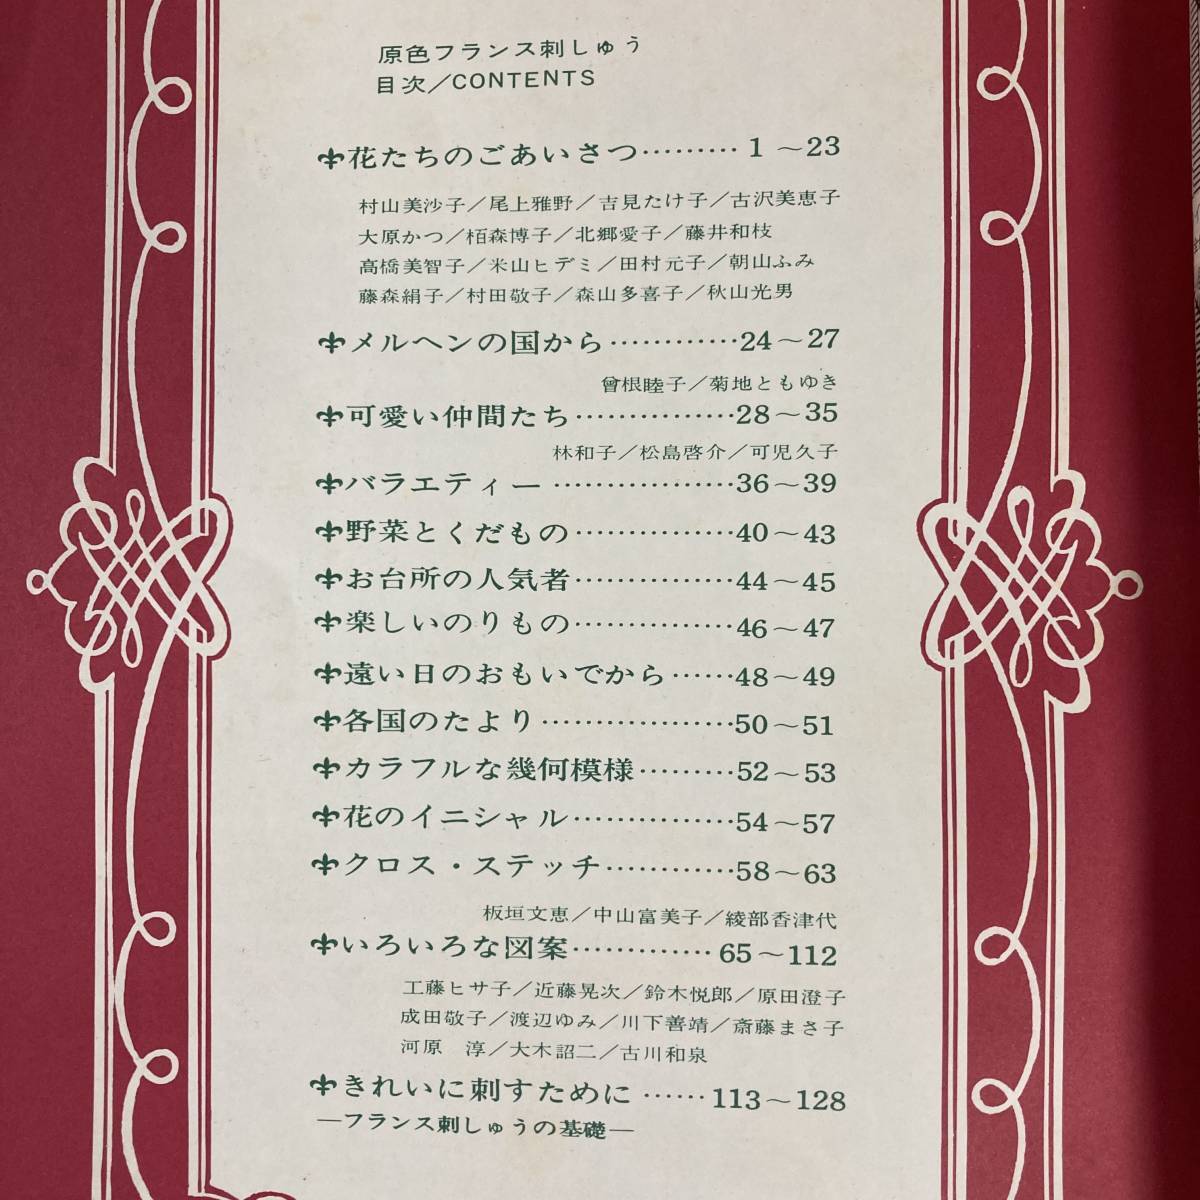 原色フランス刺しゅう
目次／CONTENTS
花たちのごあいさつ………1～23
村山美沙子／尾上雅野／吉見たけ子／古沢美恵子
大原かつ／栢森博子／北郷愛子／藤井和枝
高橋美智子／米山ヒデミ／田村元子／朝山ふみ
藤森絹子／村田敬子／森山多喜子／秋山光男
メルヘンの国から…………24～27
曾根睦子／菊地ともゆき
可愛い仲間たち……………28～35
林和子／松島啓介／可児久子
バラエティー………………36～39
野菜とくだもの……………40～43
お台所の人気者……………44～45
楽しいのりもの……………46～47
遠い日のおもいでから……48～49
各国のたより………………50～51
カラフルな幾何模様………52～53
花のイニシャル……………54～57
クロス・ステッチ…………58～63
板垣文恵／中山富美子／綾部香津代
いろいろな図案…………65～112
工藤ヒサ子／近藤晃次／鈴木悦郎／原田澄子
成田敬子／渡辺ゆみ／川下善靖／斎藤まさ子
河原　淳／大木詔二／古川和泉
きれいに刺すために……113～128
―フランス刺しゅうの基礎―